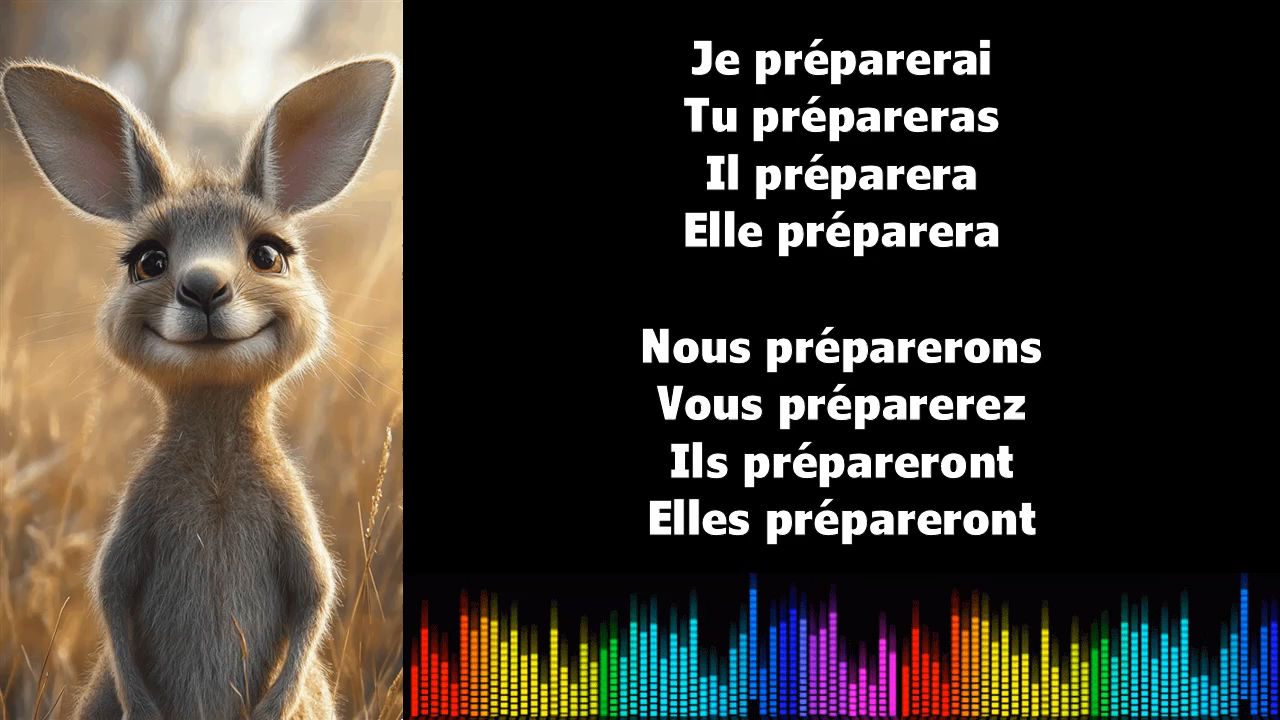 Je préparerai
Tu prépareras
Il préparera
Elle préparera
Nous préparerons
Vous préparerez
Ils prépareront
Elles prépareront